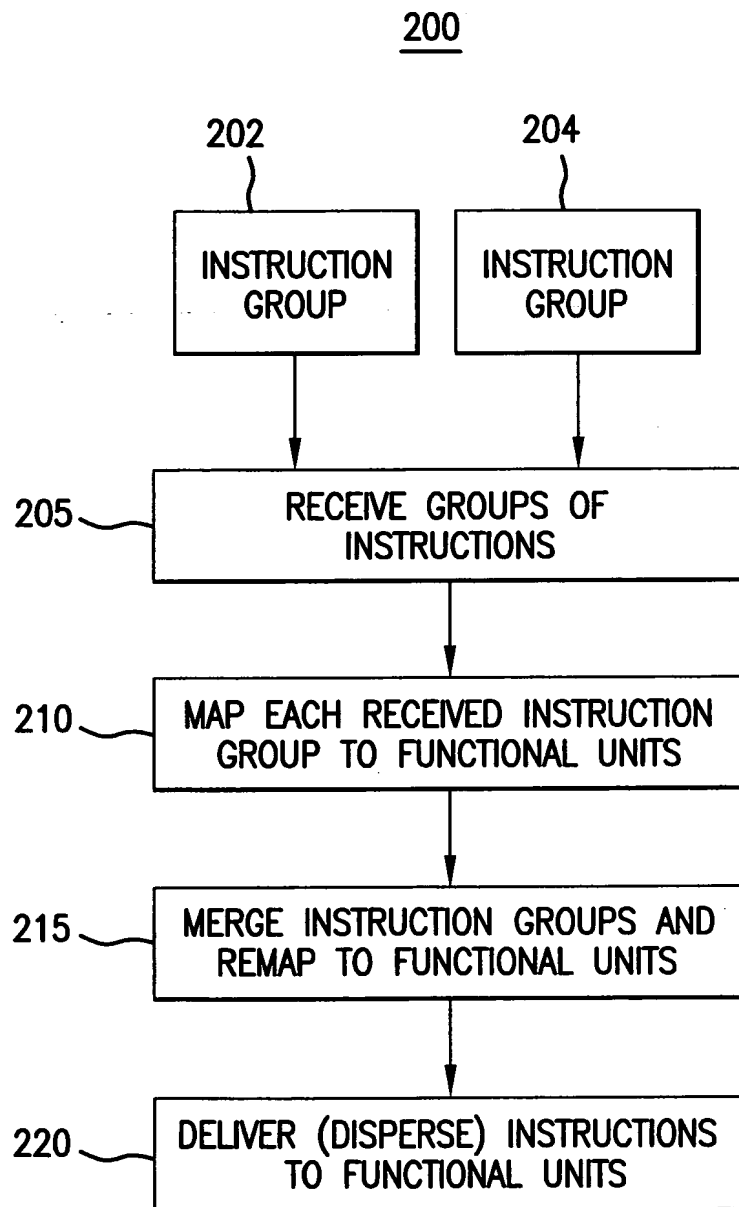 200
202
204
INSTRUCTION
GROUP
INSTRUCTION
GROUP
205
RECEIVE GROUPS OF
INSTRUCTIONS
210
MAP EACH RECEIVED INSTRUCTION
GROUP TO FUNCTIONAL UNITS
215
MERGE INSTRUCTION GROUPS AND
REMAP TO FUNCTIONAL UNITS
220
DELIVER (DISPERSE) INSTRUCTIONS
TO FUNCTIONAL UNITS